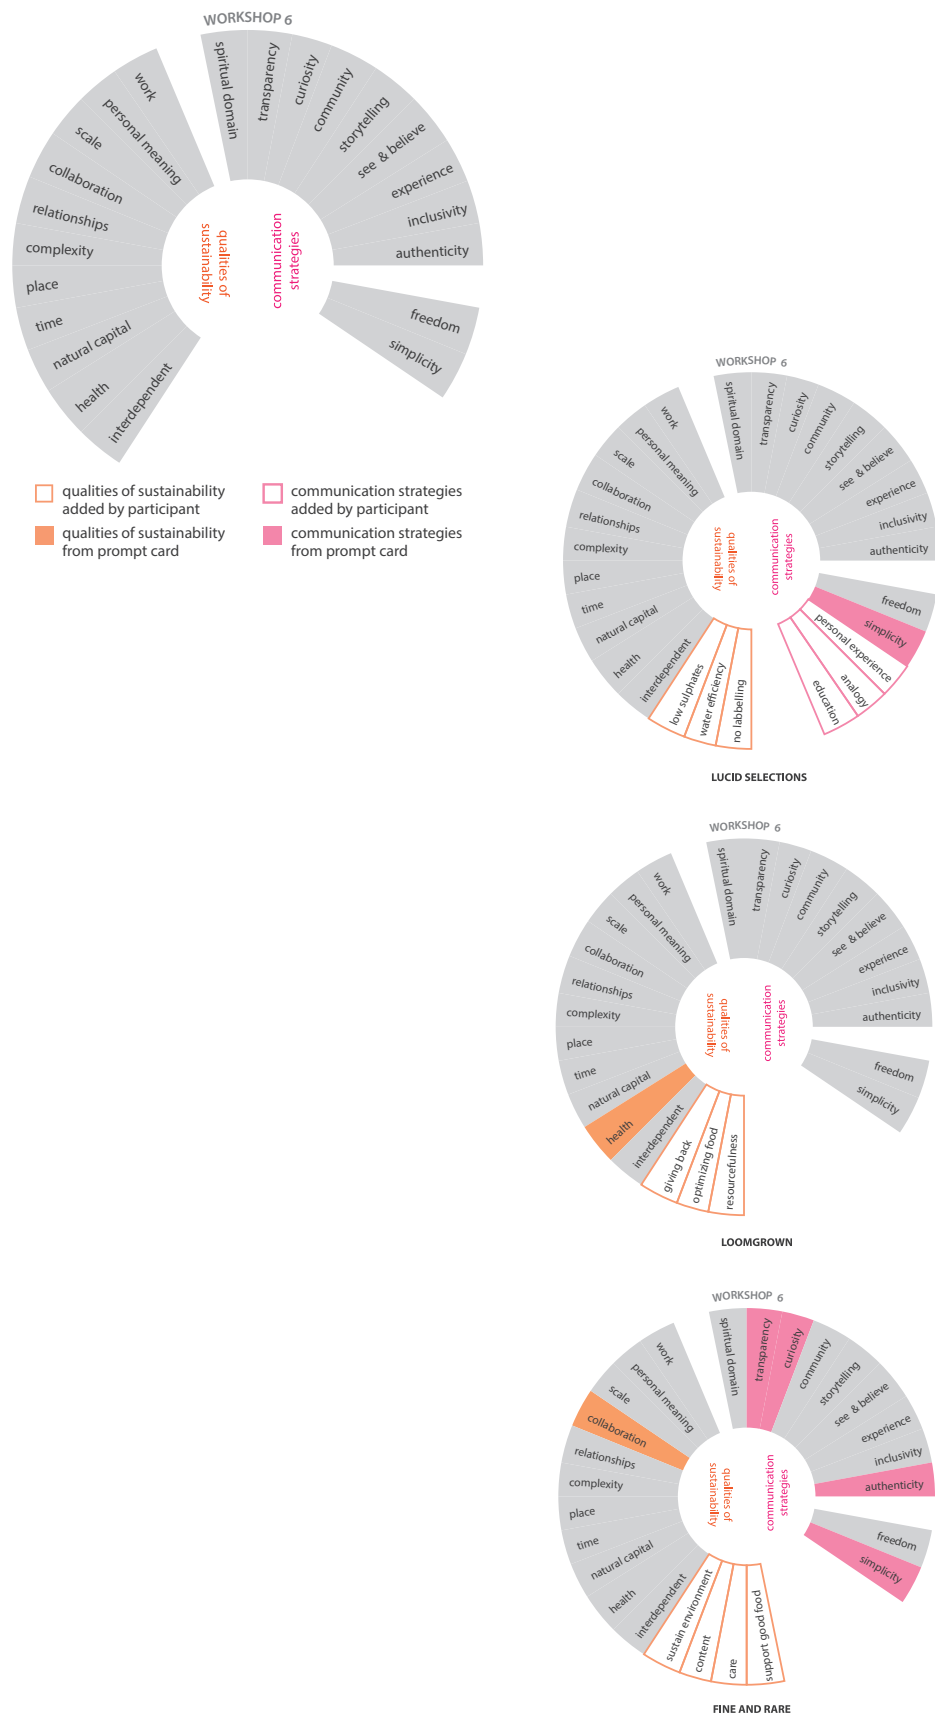 WORKSHOP 6
work
personal meaning
scale
collaboration
relationships
complexity
place
time
natural capital
health
interdependent
spiritual domain
transparency
curiosity
community
storytelling
see & believe
experience
inclusivity
authenticity
freedom
simplicity
qualities of
sustainability
communication
strategies
qualities of sustainability
added by participant
qualities of sustainability
from prompt card
communication strategies
added by participant
communication strategies
from prompt card
WORKSHOP 6
work
personal meaning
scale
collaboration
relationships
complexity
place
time
natural capital
health
interdependent
low sulphates
water efficiency
no labbelling
spiritual domain
transparency
curiosity
community
storytelling
see & believe
experience
inclusivity
authenticity
freedom
simplicity
personal experience
analogy
education
qualities of
sustainability
communication
strategies
LUCID SELECTIONS
WORKSHOP 6
work
personal meaning
scale
collaboration
relationships
complexity
place
time
natural capital
health
interdependent
giving back
optimizing food
resourcefulness
spiritual domain
transparency
curiosity
community
storytelling
see & believe
experience
inclusivity
authenticity
freedom
simplicity
qualities of
sustainability
communication
strategies
LOOMGROWN
WORKSHOP 6
work
personal meaning
scale
collaboration
relationships
complexity
place
time
natural capital
health
interdependent
sustain environment
content
care
support good food
spiritual domain
transparency
curiosity
community
storytelling
see & believe
experience
inclusivity
authenticity
freedom
simplicity
qualities of
sustainability
communication
strategies
FINE AND RARE